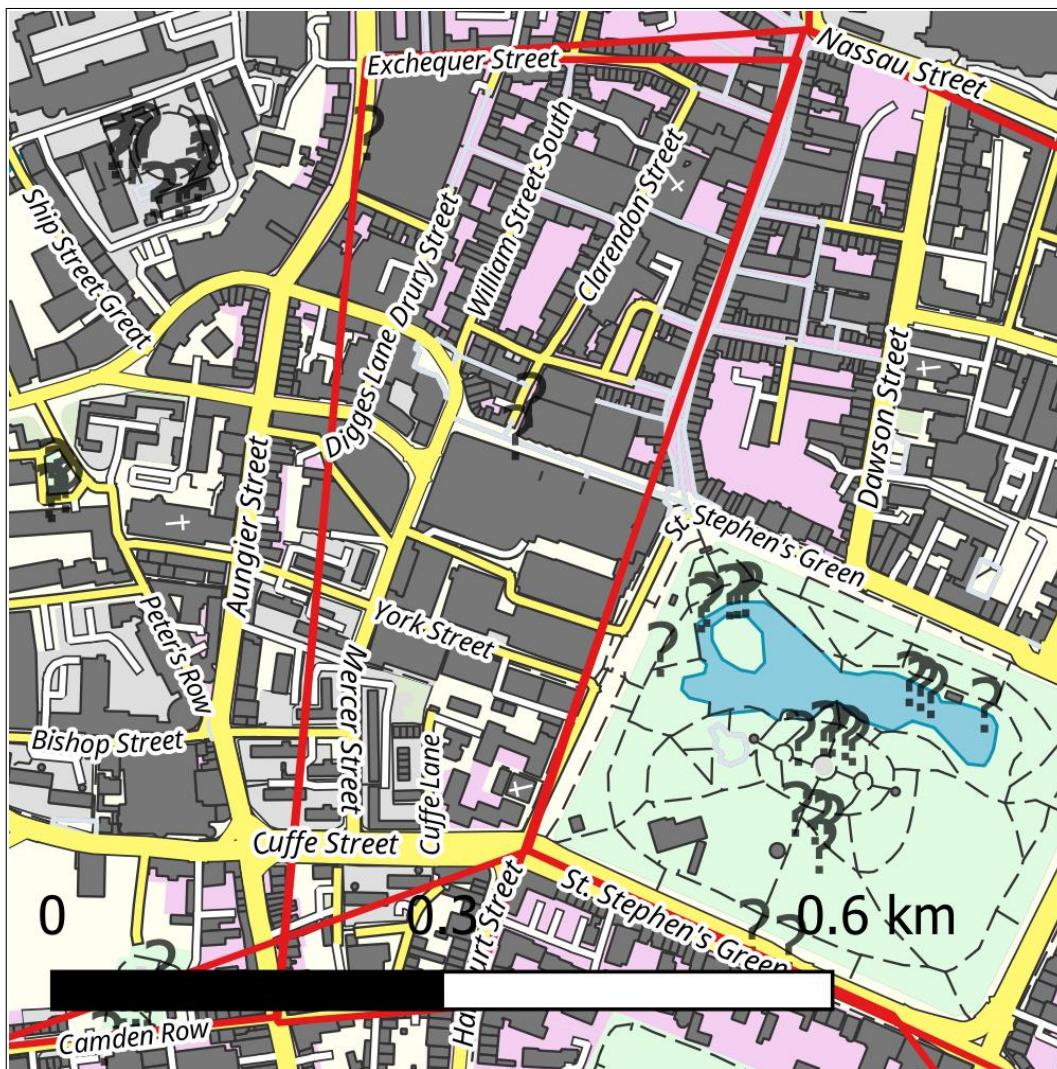 Nassau Street
Exchequer Street
William Street South
Clarendon Street
Drury Street
Ship Street Great
Digges Lane
Dawson Street
Aungier Street
St. Stephen's Green
Peter's Row
York Street
Mercer Street
Bishop Street
Cuffe Lane
Cuffe Street
St. Stephen's Green
0
0.3
0.6 km
Camden Row